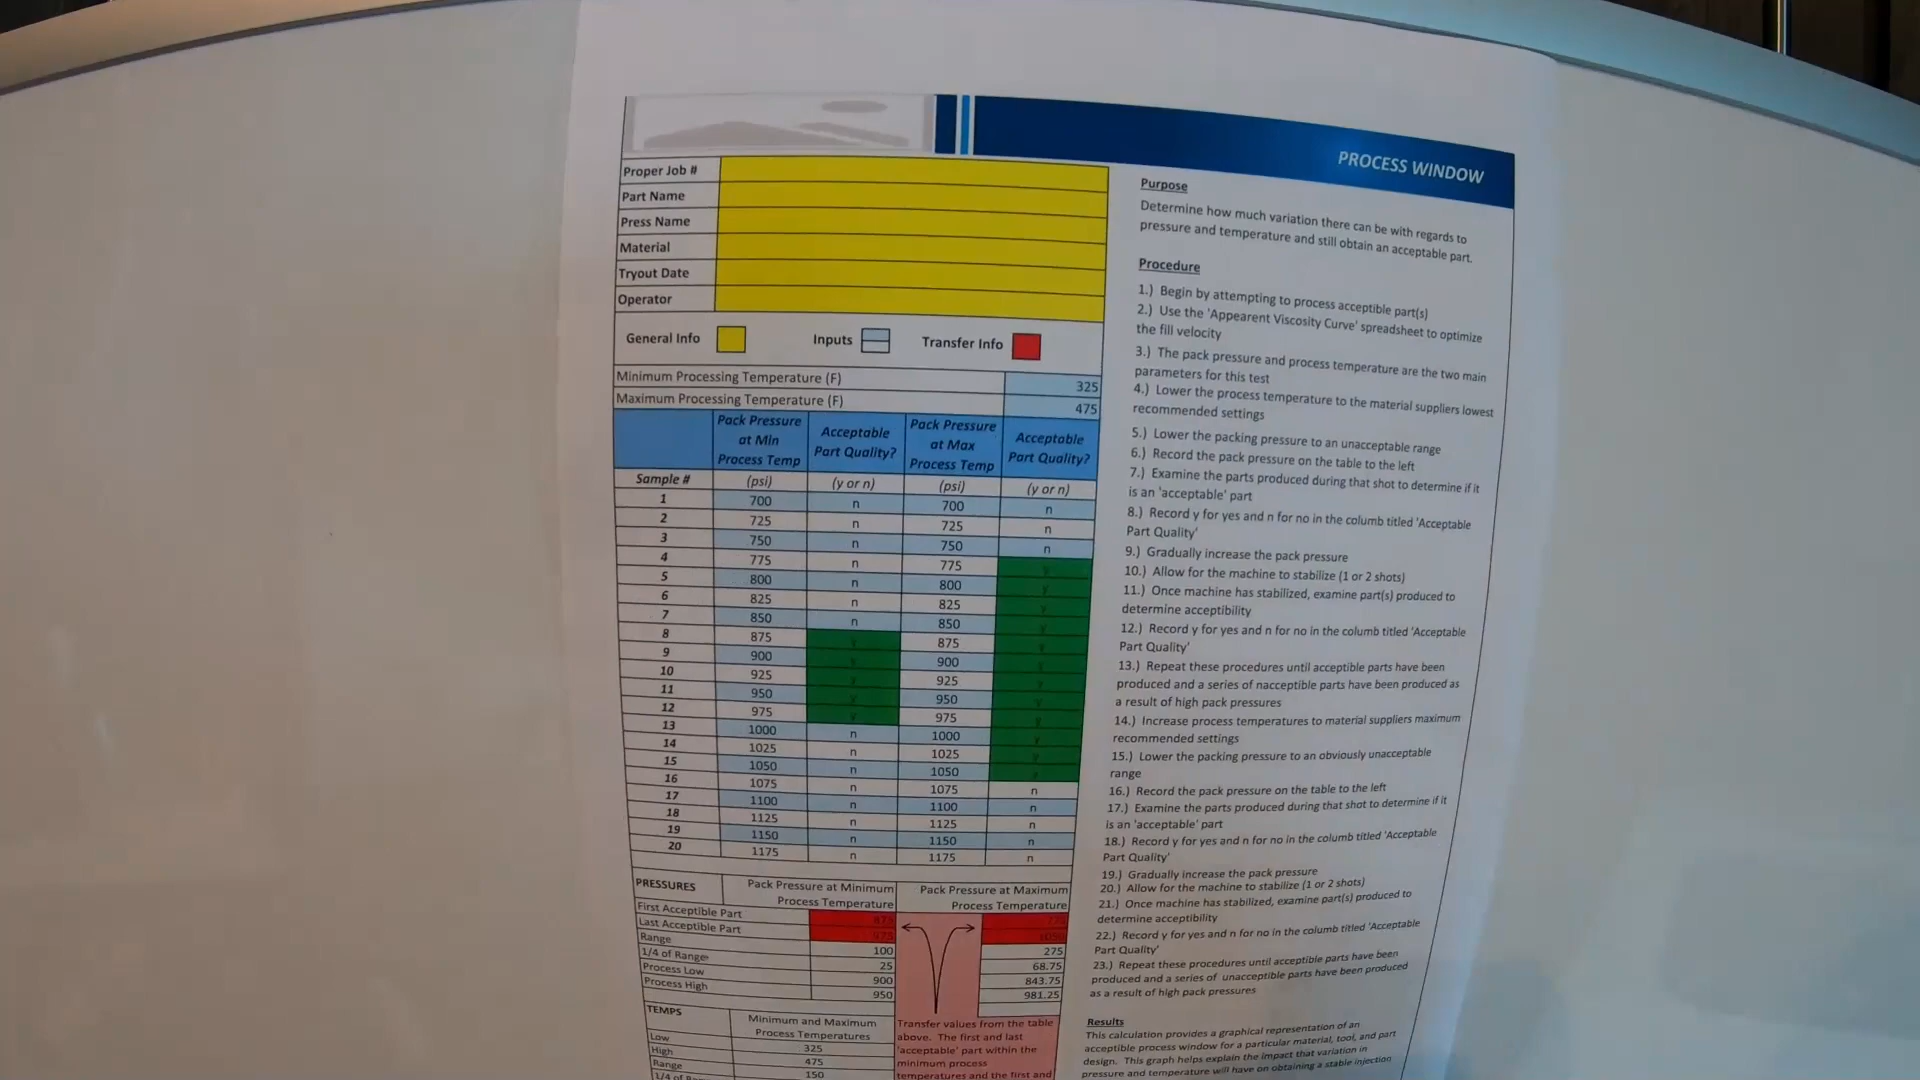 PROCESS WINDOW
Proper Job #
Part Name
Press Name
Material
Tryout Date
Operator
General Info Inputs Transfer Info
Minimum Processing Temperature (F) 325
Maximum Processing Temperature (F) 475
Pack Pressure at Min Process Temp Acceptable Part Quality? Pack Pressure at Max Process Temp Acceptable Part Quality?
Sample # (psi) (y or n) (psi) (y or n)
1 700 n 700 n
2 725 n 725 n
3 750 n 750 n
4 775 n 775 y
5 800 n 800 y
6 825 n 825 y
7 850 n 850 y
8 875 y 875 y
9 900 y 900 y
10 925 y 925 y
11 950 y 950 y
12 975 y 975 y
13 1000 n 1000 y
14 1025 n 1025 y
15 1050 n 1050 y
16 1075 n 1075 n
17 1100 n 1100 n
18 1125 n 1125 n
19 1150 n 1150 n
20 1175 n 1175 n
PRESSURES Pack Pressure at Minimum Process Temperature Pack Pressure at Maximum Process Temperature
First Acceptable Part 875
Last Acceptable Part 975 1050
Range 100 275
1/4 of Range 25 68.75
Process Low 900 843.75
Process High 950 981.25
TEMPS Minimum and Maximum Process Temperatures
Low 325
High 475
Range 150
1/4 of
Transfer values from the table
above. The first and last
'acceptable' part within the
minimum process
temperatures and the first and
Purpose
Determine how much variation there can be with regards to
pressure and temperature and still obtain an acceptable part.
Procedure
1.) Begin by attempting to process acceptible part(s)
2.) Use the 'Appearent Viscosity Curve' spreadsheet to optimize
the fill velocity
3.) The pack pressure and process temperature are the two main
parameters for this test
4.) Lower the process temperature to the material suppliers lowest
recommended settings
5.) Lower the packing pressure to an unacceptable range
6.) Record the pack pressure on the table to the left
7.) Examine the parts produced during that shot to determine if it
is an 'acceptable' part
8.) Record y for yes and n for no in the columb titled 'Acceptable
Part Quality'
9.) Gradually increase the pack pressure
10.) Allow for the machine to stabilize (1 or 2 shots)
11.) Once machine has stabilized, examine part(s) produced to
determine acceptibility
12.) Record y for yes and n for no in the columb titled 'Acceptable
Part Quality'
13.) Repeat these procedures until acceptible parts have been
produced and a series of nacceptible parts have been produced as
a result of high pack pressures
14.) Increase process temperatures to material suppliers maximum
recommended settings
15.) Lower the packing pressure to an obviously unacceptable
range
16.) Record the pack pressure on the table to the left
17.) Examine the parts produced during that shot to determine if it
is an 'acceptable' part
18.) Record y for yes and n for no in the columb titled 'Acceptable
Part Quality'
19.) Gradually increase the pack pressure
20.) Allow for the machine to stabilize (1 or 2 shots)
21.) Once machine has stabilized, examine part(s) produced to
determine acceptibility
22.) Record y for yes and n for no in the columb titled 'Acceptable
Part Quality'
23.) Repeat these procedures until acceptible parts have been
produced and a series of unacceptible parts have been produced
as a result of high pack pressures
Results
This calculation provides a graphical representation of an
acceptible process window for a particular material, tool, and part
design. This graph helps explain the impact that variation in
pressure and temperature will have on obtaining a stable injection